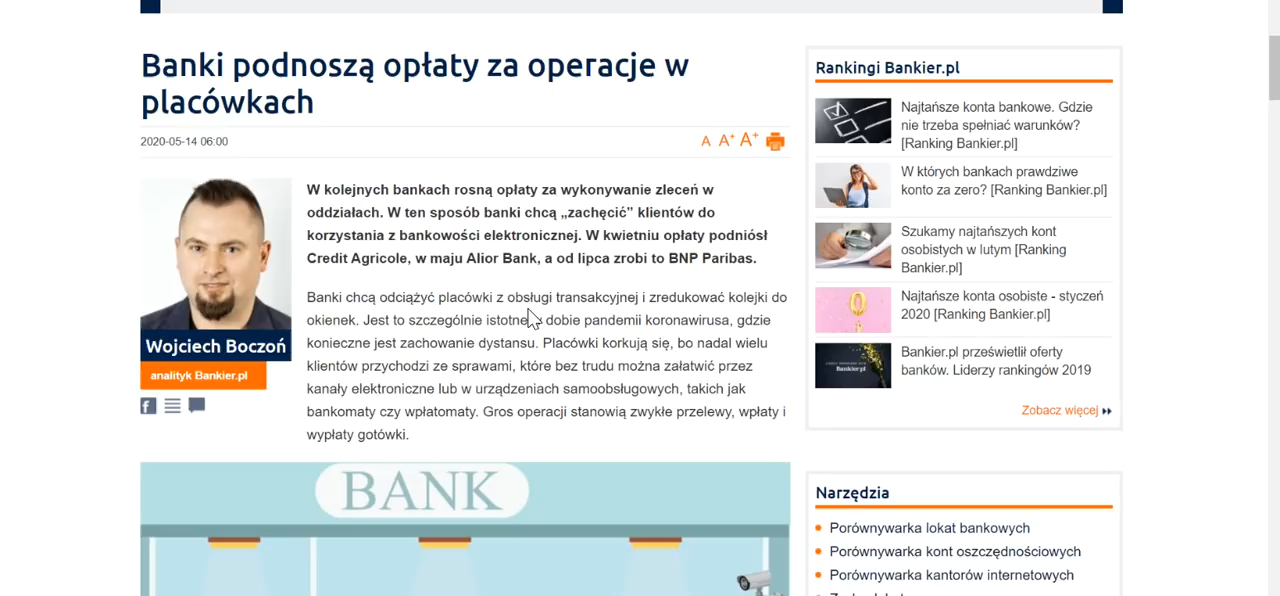 Banki podnoszą opłaty za operacje w
placówkach
2020-05-14 06:00
A A+ A+
W kolejnych bankach rosną opłaty za wykonywanie zleceń w
oddziałach. W ten sposób banki chcą „zachęcić” klientów do
korzystania z bankowości elektronicznej. W kwietniu opłaty podniósł
Credit Agricole, w maju Alior Bank, a od lipca zrobi to BNP Paribas.
Wojciech Boczoń
analityk Bankier.pl
Banki chcą odciążyć placówki z obsługi transakcyjnej i zredukować kolejki do
okienek. Jest to szczególnie istotne dobie pandemii koronawirusa, gdzie
konieczne jest zachowanie dystansu. Placówki korkują się, bo nadal wielu
klientów przychodzi ze sprawami, które bez trudu można załatwić przez
kanały elektroniczne lub w urządzeniach samoobsługowych, takich jak
bankomaty czy wpłatomaty. Gros operacji stanowią zwykłe przelewy, wpłaty i
wypłaty gotówki.
BANK
Rankingi Bankier.pl
Najtańsze konta bankowe. Gdzie
nie trzeba spełniać warunków?
[Ranking Bankier.pl]
W których bankach prawdziwe
konto za zero? [Ranking Bankier.pl]
Szukamy najtańszych kont
osobistych w lutym [Ranking
Bankier.pl]
Najtańsze konta osobiste - styczeń
2020 [Ranking Bankier.pl]
Bankier.pl
Bankier.pl prześwietlił oferty
banków. Liderzy rankingów 2019
Zobacz więcej
Narzędzia
Porównywarka lokat bankowych
Porównywarka kont oszczędnościowych
Porównywarka kantorów internetowych